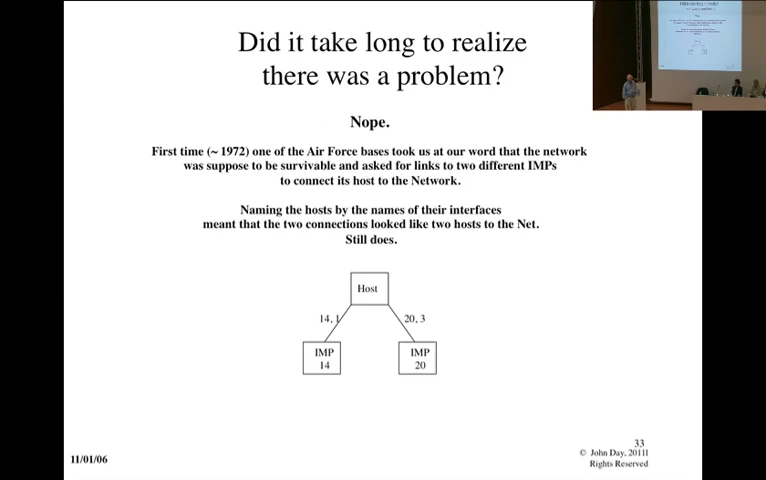 Did it take long to realize
there was a problem?
Nope.
First time (~ 1972) one of the Air Force bases took us at our word that the network
was suppose to be survivable and asked for links to two different IMPs
to connect its host to the Network.
Naming the hosts by the names of their interfaces
meant that the two connections looked like two hosts to the Net.
Still does.
Host
14, 1
20, 3
IMP
14
IMP
20
11/01/06
33
© John Day, 2011l
Rights Reserved